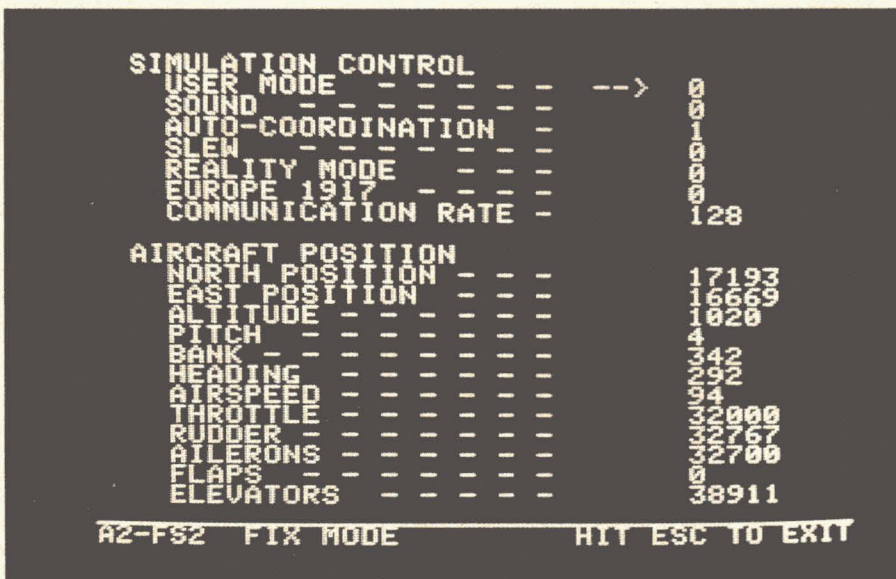 SIMULATION CONTROL
USER MODE - - - - - --> 0
SOUND - - - - - - - 0
AUTO-COORDINATION - 1
SLEW - - - - - - - 0
REALITY MODE - - - 0
EUROPE 1917 - - - - 0
COMMUNICATION RATE - 128
AIRCRAFT POSITION
NORTH POSITION - - - 17193
EAST POSITION - - - 16669
ALTITUDE - - - - - - 1020
PITCH - - - - - - - 4
BANK - - - - - - - - 342
HEADING - - - - - - 292
AIRSPEED - - - - - - 94
THROTTLE - - - - - - 32000
RUDDER - - - - - - - 32767
AILERONS - - - - - - 32700
FLAPS - - - - - - - 0
ELEVATORS - - - - - 38911
A2-FS2 FIX MODE HIT ESC TO EXIT